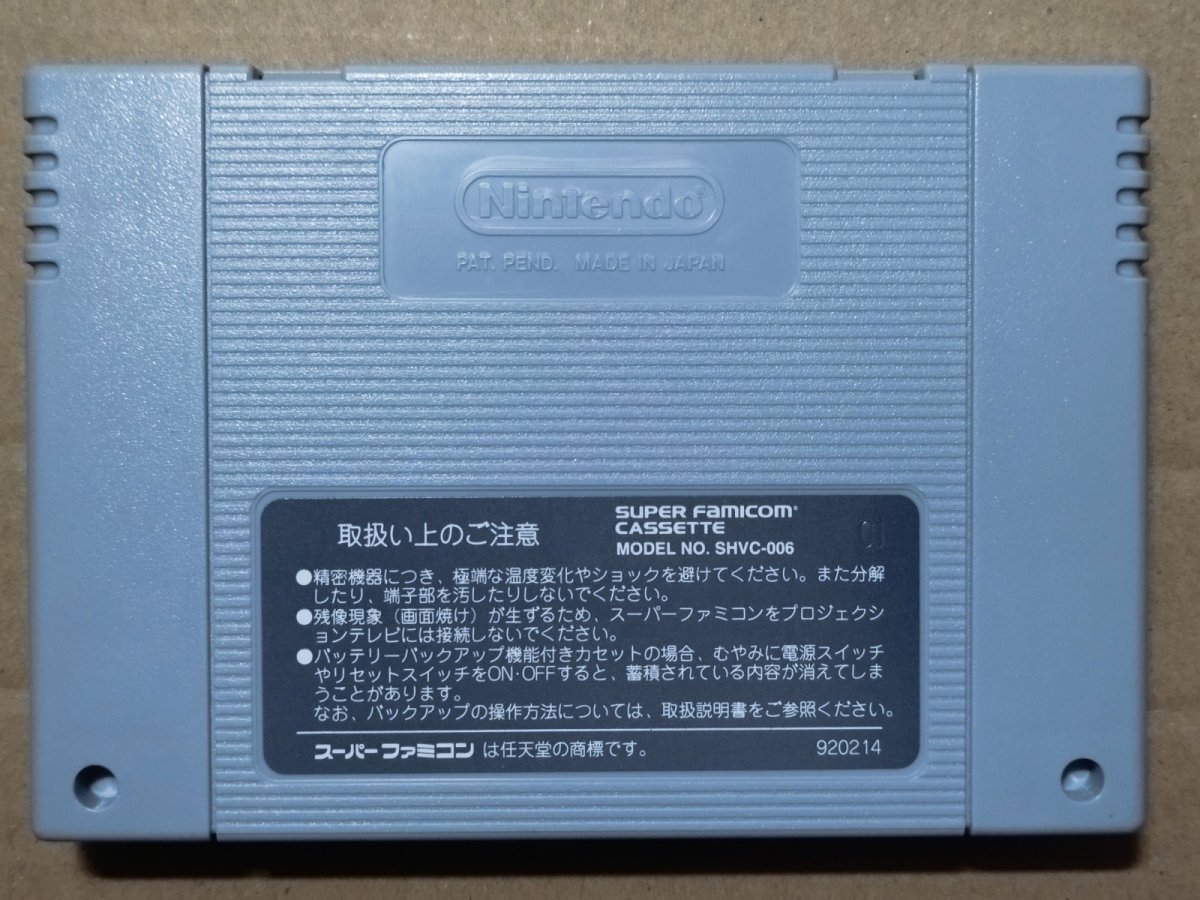 Nintendo®
PAT. PEND. MADE IN JAPAN
取扱い上のご注意
SUPER FAMICOM®
CASSETTE
MODEL NO. SHVC-006
●精密機器につき、極端な温度変化やショックを避けてください。また分解
したり、端子部を汚したりしないでください。
●残像現象（画面焼け）が生ずるため、スーパーファミコンをプロジェクシ
ョンテレビには接続しないでください。
●バッテリーバックアップ機能付きカセットの場合、むやみに電源スイッチ
やリセットスイッチをON・OFFすると、蓄積されている内容が消えてしま
うことがあります。
なお、バックアップの操作方法については、取扱説明書をご参照ください。
スーパーファミコン は任天堂の商標です。
920214